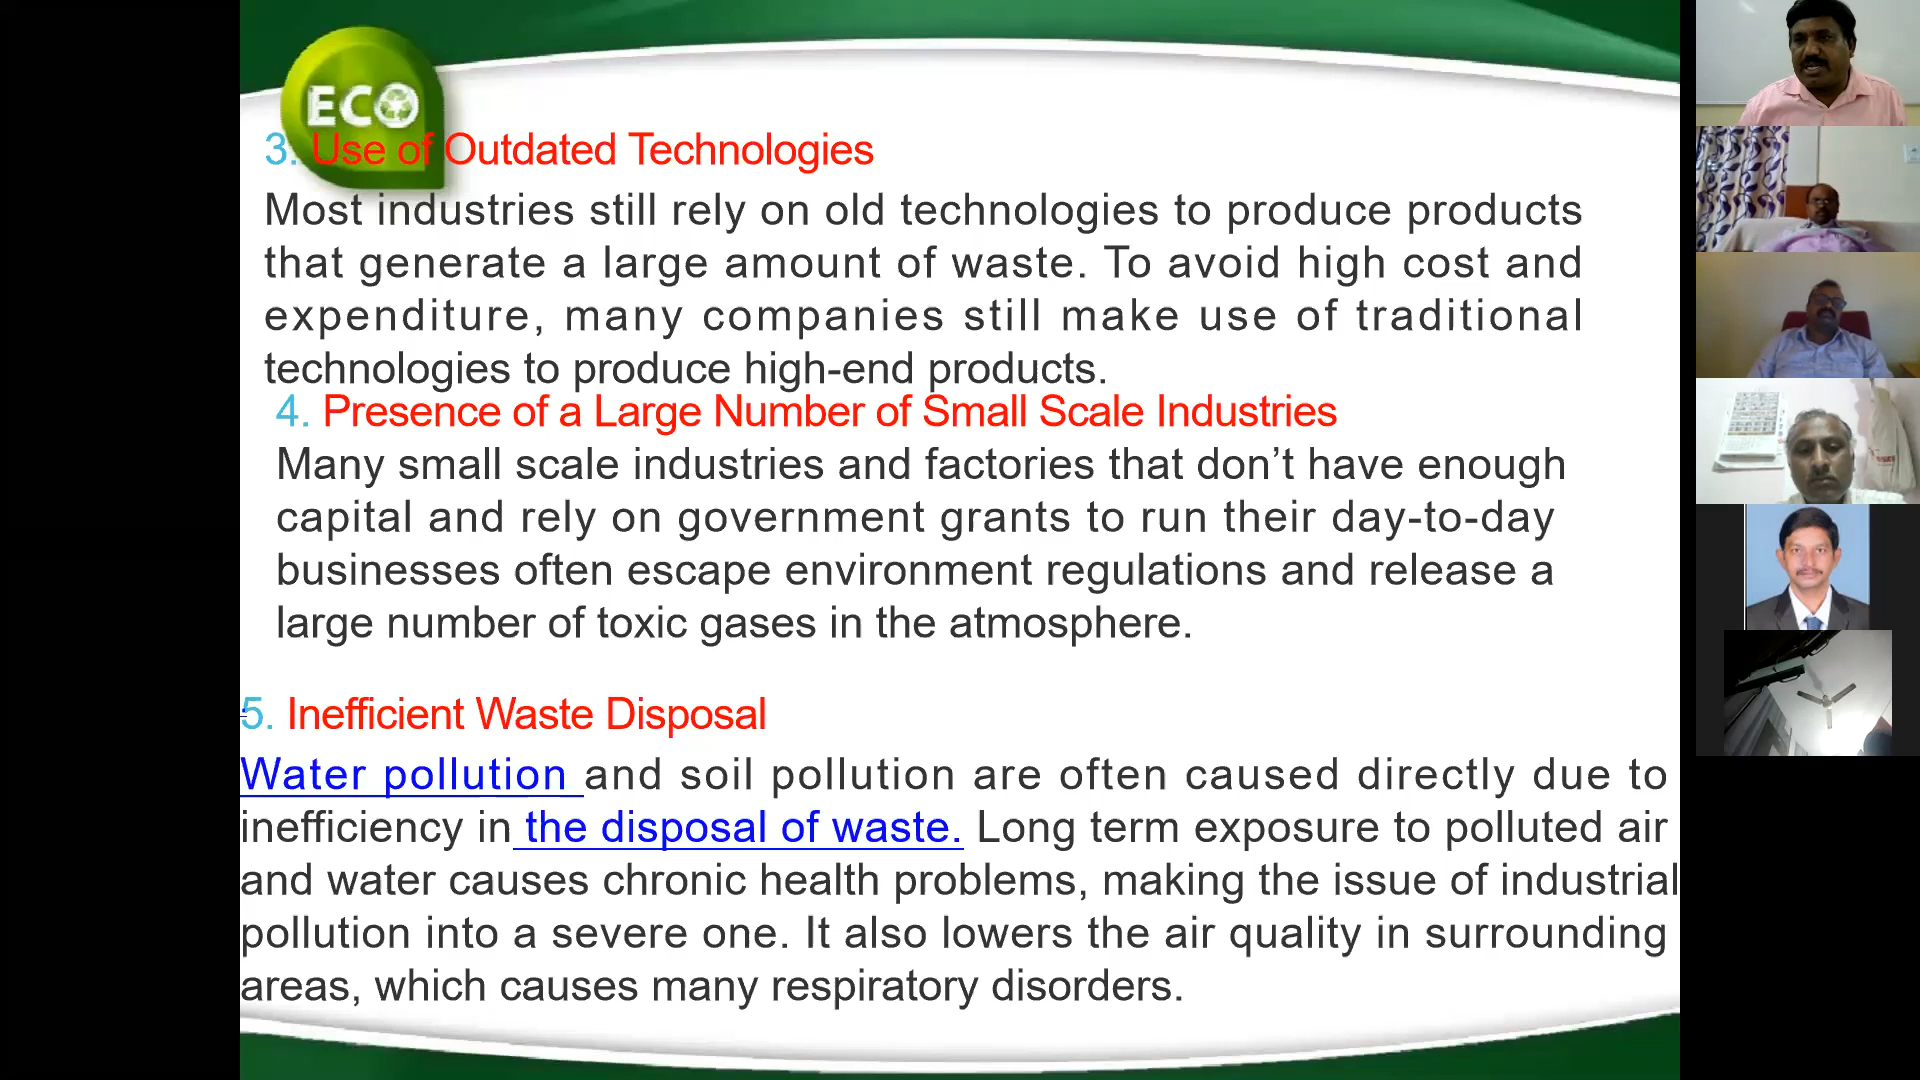 ECO
3. Use of Outdated Technologies
Most industries still rely on old technologies to produce products
that generate a large amount of waste. To avoid high cost and
expenditure, many companies still make use of traditional
technologies to produce high-end products.
4. Presence of a Large Number of Small Scale Industries
Many small scale industries and factories that don’t have enough
capital and rely on government grants to run their day-to-day
businesses often escape environment regulations and release a
large number of toxic gases in the atmosphere.
5. Inefficient Waste Disposal
Water pollution and soil pollution are often caused directly due to
inefficiency in the disposal of waste. Long term exposure to polluted air
and water causes chronic health problems, making the issue of industrial
pollution into a severe one. It also lowers the air quality in surrounding
areas, which causes many respiratory disorders.